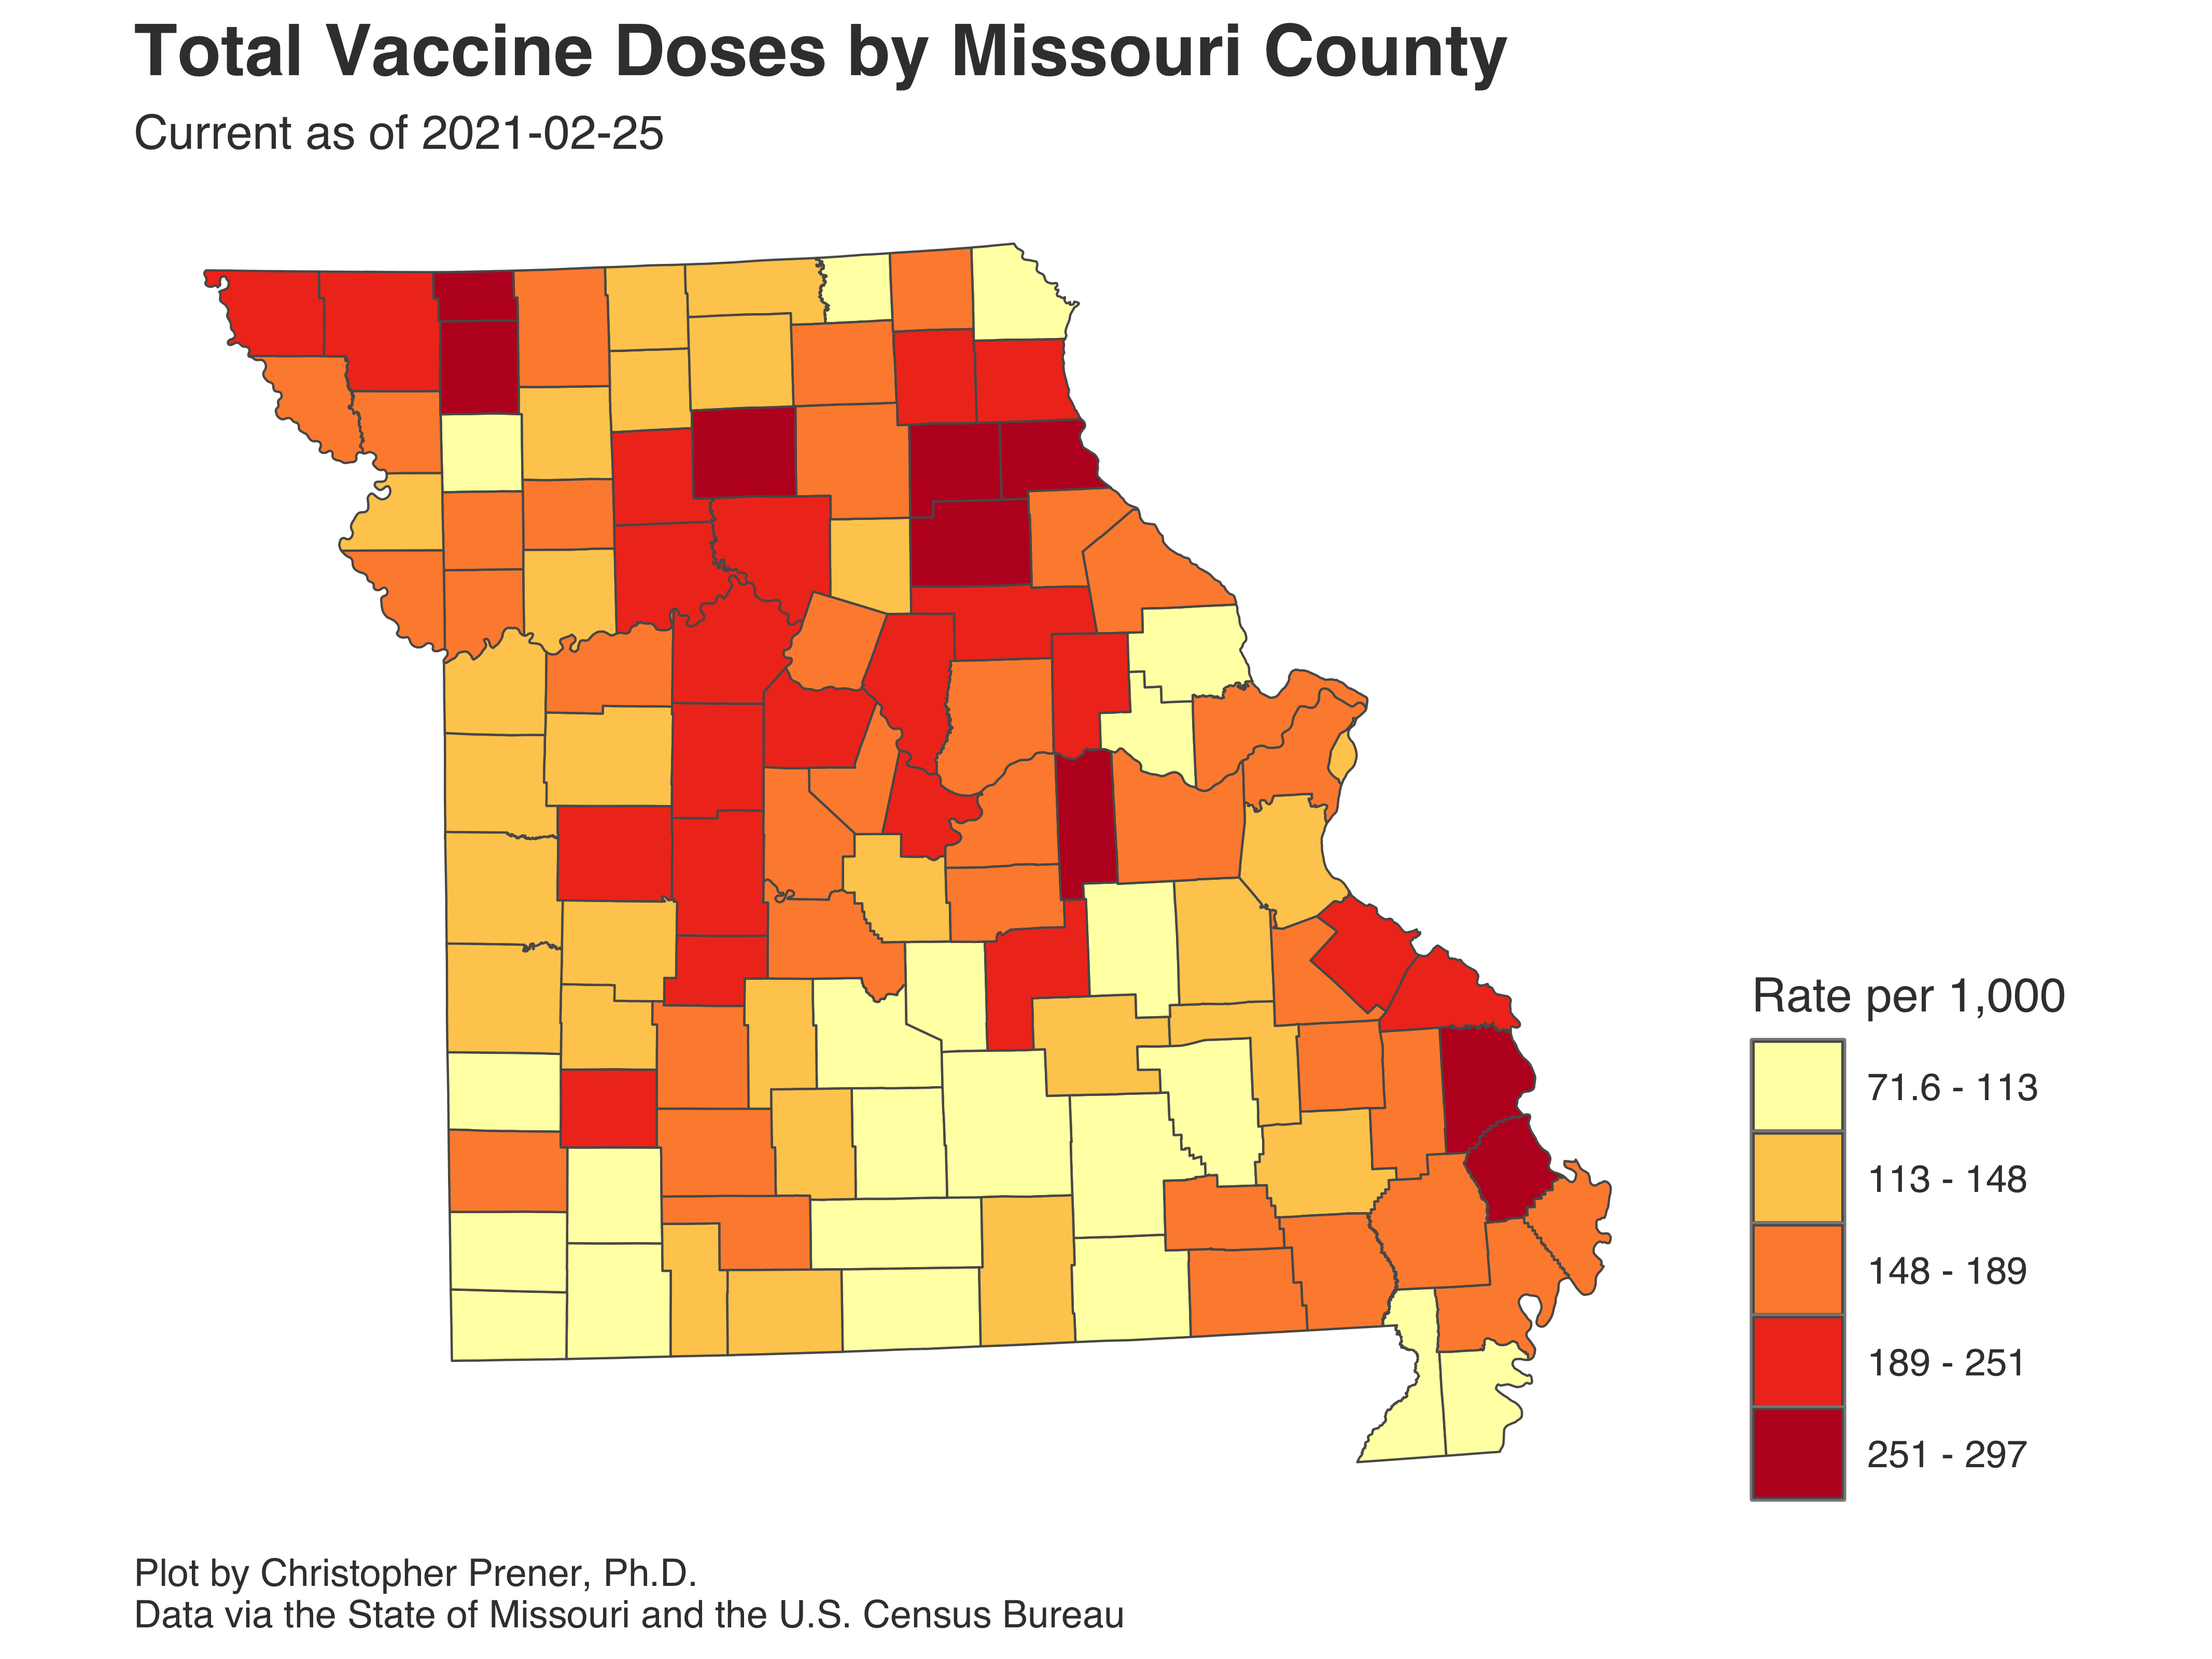 Total Vaccine Doses by Missouri County
Current as of 2021-02-25
Rate per 1,000
71.6 - 113
113 - 148
148 - 189
189 - 251
251 - 297
Plot by Christopher Prener, Ph.D.
Data via the State of Missouri and the U.S. Census Bureau